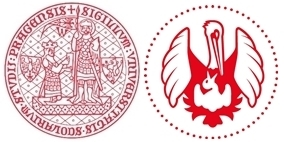 SIGILLVM · VNIVERSITATIS · SCOLARIVM · STVDII · PRAGENSIS